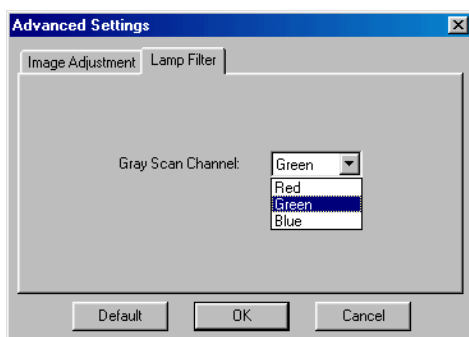 Advanced Settings
Image Adjustment Lamp Filter
Gray Scan Channel: Green
Red
Green
Blue
Default OK Cancel